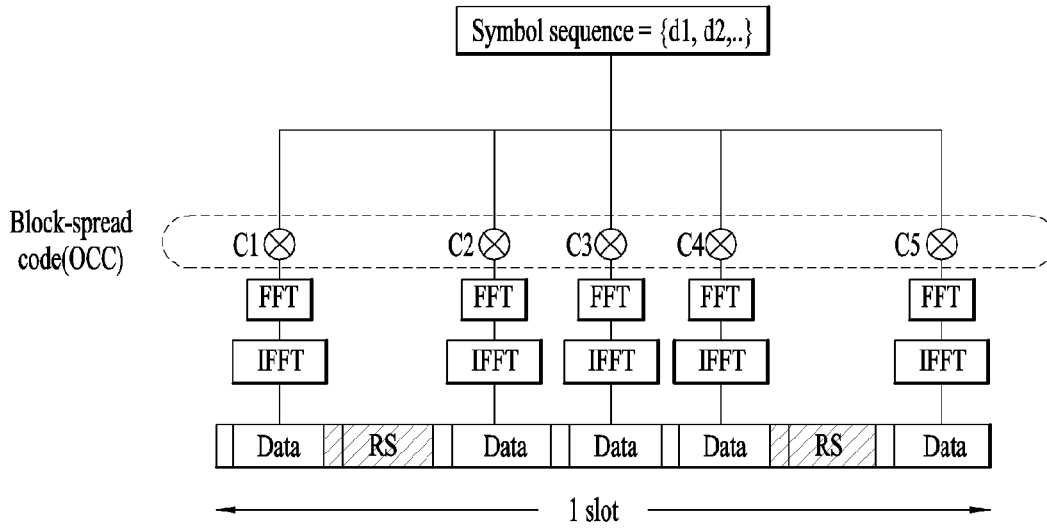 Symbol sequence = {d1, d2,..}
Block-spread
code(OCC)
C1 C2 C3 C4 C5
FFT FFT FFT FFT FFT
IFFT IFFT IFFT IFFT IFFT
Data RS Data Data Data RS Data
1 slot